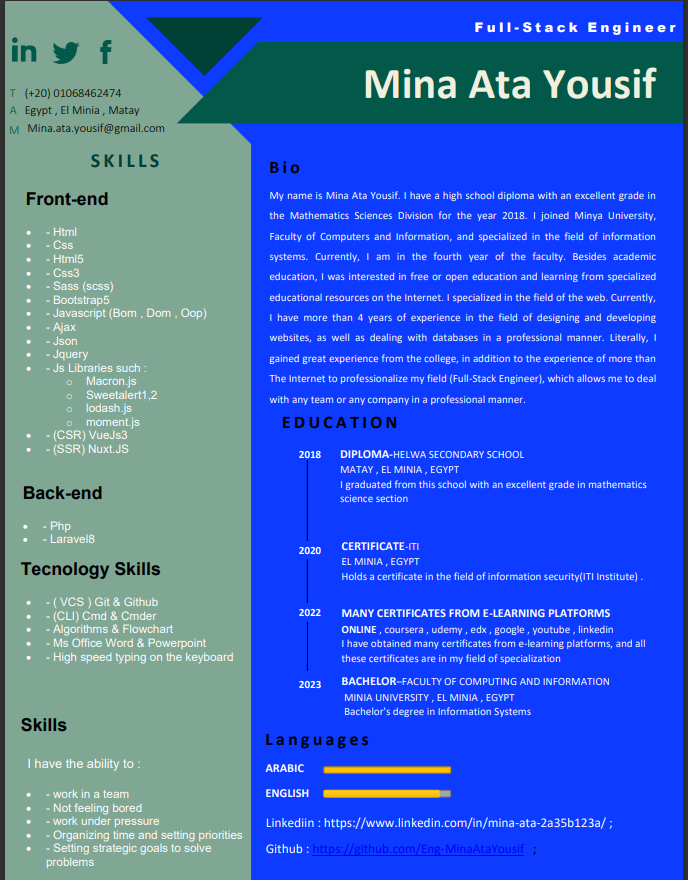 Full-Stack Engineer
Mina Ata Yousif
in
T (+20) 01068462474
A Egypt , El Minia , Matay
M Mina.ata.yousif@gmail.com
SKILLS
Front-end
- Html
- Css
- Html5
- Css3
- Sass (scss)
- Bootstrap5
- Javascript (Bom , Dom , Oop)
- Ajax
- Json
- Jquery
- Js Libraries such :
Macron.js
Sweetalert1,2
lodash.js
moment.js
- (CSR) VueJs3
- (SSR) Nuxt.JS
Back-end
- Php
- Laravel8
Tecnology Skills
- ( VCS ) Git & Github
- (CLI) Cmd & Cmder
- Algorithms & Flowchart
- Ms Office Word & Powerpoint
- High speed typing on the keyboard
Skills
I have the ability to :
- work in a team
- Not feeling bored
- work under pressure
- Organizing time and setting priorities
- Setting strategic goals to solve
problems
Bio
My name is Mina Ata Yousif. I have a high school diploma with an excellent grade in
the Mathematics Sciences Division for the year 2018. I joined Minya University,
Faculty of Computers and Information, and specialized in the field of information
systems. Currently, I am in the fourth year of the faculty. Besides academic
education, I was interested in free or open education and learning from specialized
educational resources on the Internet. I specialized in the field of the web. Currently,
I have more than 4 years of experience in the field of designing and developing
websites, as well as dealing with databases in a professional manner. Literally, I
gained great experience from the college, in addition to the experience of more than
The Internet to professionalize my field (Full-Stack Engineer), which allows me to deal
with any team or any company in a professional manner.
EDUCATION
2018 DIPLOMA-HELWA SECONDARY SCHOOL
MATAY , EL MINIA , EGYPT
I graduated from this school with an excellent grade in mathematics
science section
2020 CERTIFICATE-ITI
EL MINIA , EGYPT
Holds a certificate in the field of information security(ITI Institute) .
2022 MANY CERTIFICATES FROM E-LEARNING PLATFORMS
ONLINE , coursera , udemy , edx , google , youtube , linkedin
I have obtained many certificates from e-learning platforms, and all
these certificates are in my field of specialization
2023 BACHELOR–FACULTY OF COMPUTING AND INFORMATION
MINIA UNIVERSITY , EL MINIA , EGYPT
Bachelor's degree in Information Systems
Languages
ARABIC
ENGLISH
Linkediin : https://www.linkedin.com/in/mina-ata-2a35b123a/ ;
Github : https://github.com/Eng-MinaAtaYousif ;